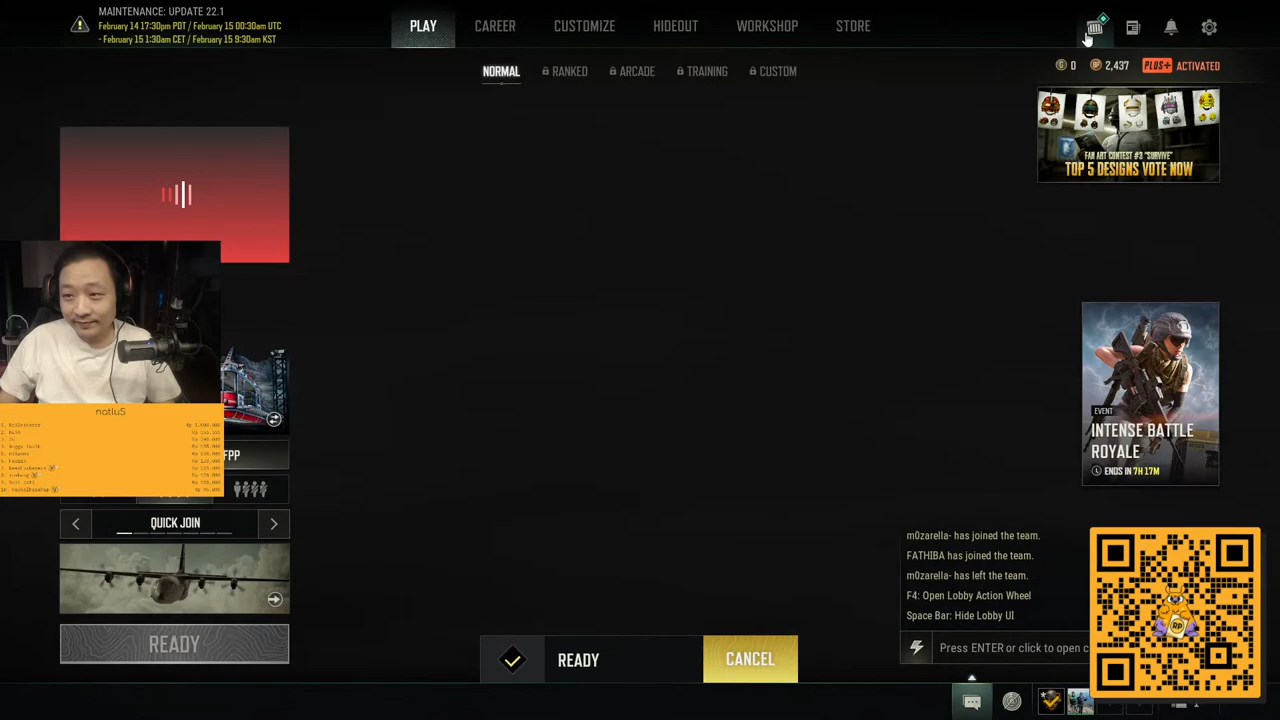 MAINTENANCE: UPDATE 22.1
February 14 17:30pm PDT / February 15 00:30am UTC
- February 15 1:30am CET / February 15 9:30am KST
PLAY
CAREER
CUSTOMIZE
HIDEOUT
WORKSHOP
STORE
NORMAL
RANKED
ARCADE
TRAINING
CUSTOM
G 0
BP 2,437
PLUS+ ACTIVATED
FAN ART CONTEST #3 "SURVIVE"
TOP 5 DESIGNS VOTE NOW
natlu5
FPP
QUICK JOIN
READY
EVENT
INTENSE BATTLE
ROYALE
ENDS IN 7H 17M
m0zarella- has joined the team.
FATHIBA has joined the team.
m0zarella- has left the team.
F4: Open Lobby Action Wheel
Space Bar: Hide Lobby UI
Press ENTER or click to open c
READY
CANCEL
RP